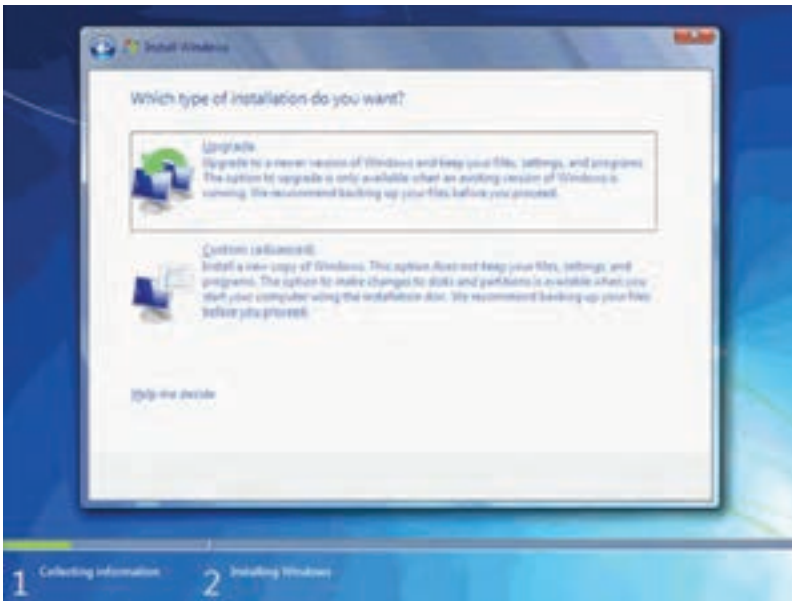 Install Windows
Which type of installation do you want?
Upgrade
Upgrade to a newer version of Windows and keep your files, settings, and programs.
The option to upgrade is only available when an existing version of Windows is
running. We recommend backing up your files before you proceed.
Custom (advanced)
Install a new copy of Windows. This option does not keep your files, settings, and
programs. The option to make changes to disks and partitions is available when you
start your computer using the installation disc. We recommend backing up your files
before you proceed.
Help me decide
1 Collecting information
2 Installing Windows